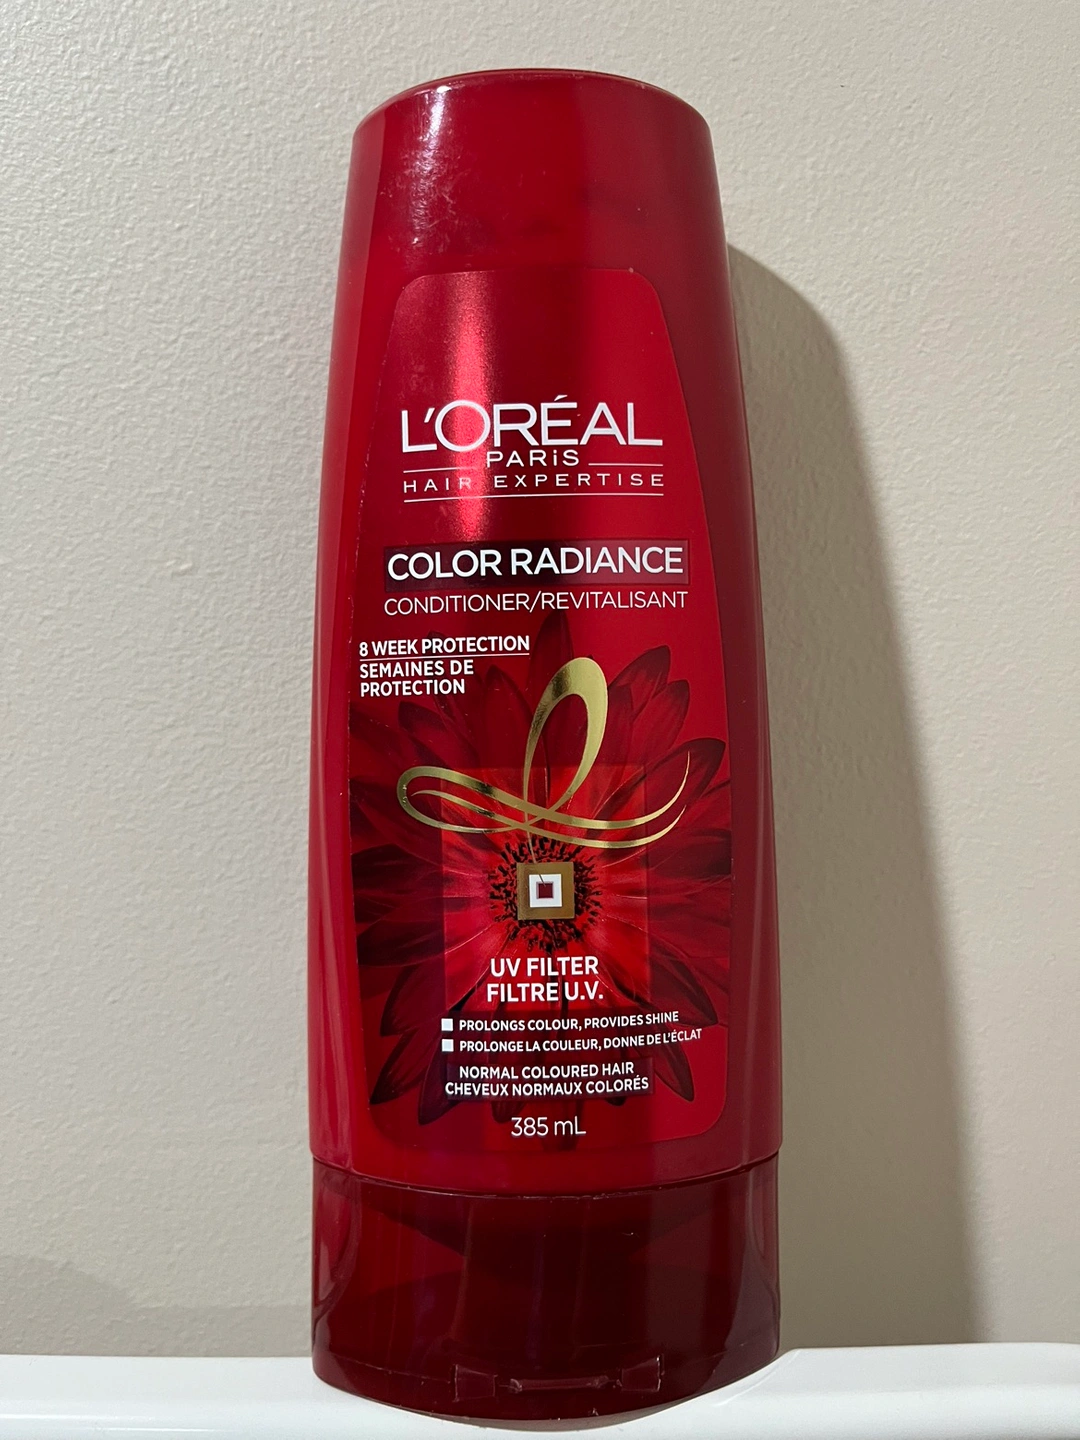 L'ORÉAL
PARiS
HAIR EXPERTISE
COLOR RADIANCE
CONDITIONER/REVITALISANT
8 WEEK PROTECTION
SEMAINES DE
PROTECTION
UV FILTER
FILTRE U.V.
PROLONGS COLOUR, PROVIDES SHINE
PROLONGE LA COULEUR, DONNE DE L'ÉCLAT
NORMAL COLOURED HAIR
CHEVEUX NORMAUX COLORÉS
385 mL